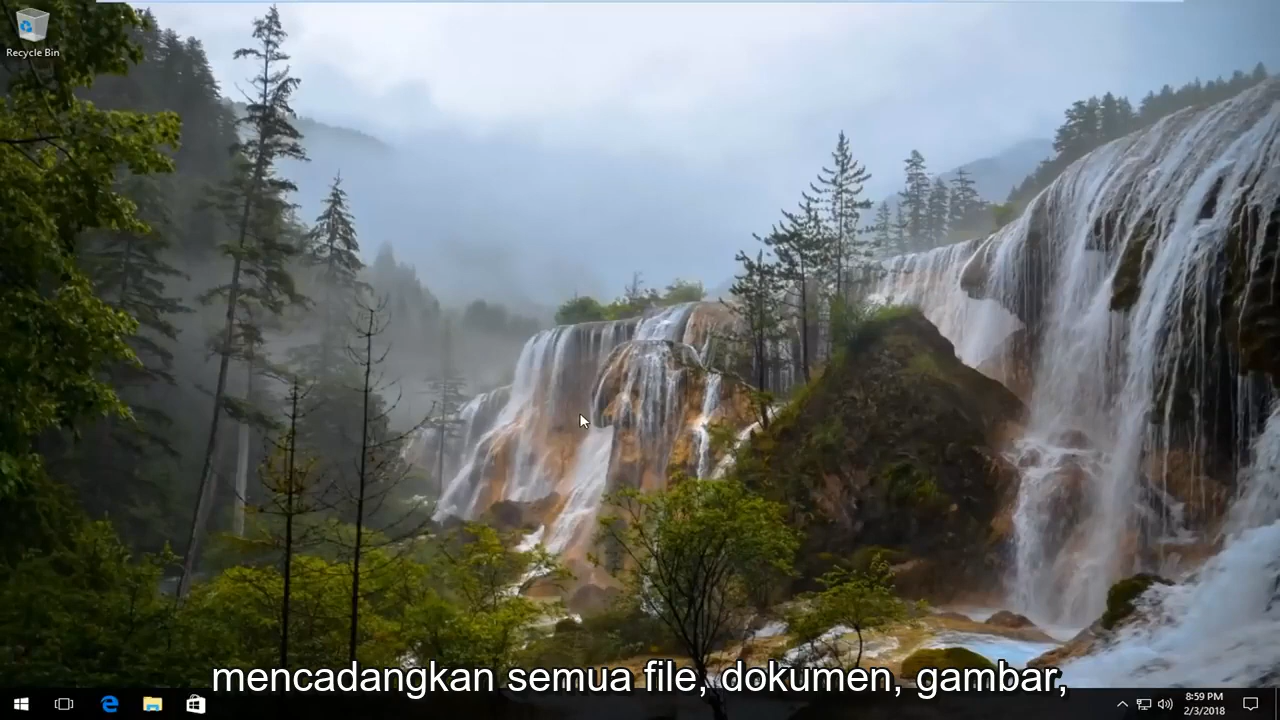 Recycle Bin
mencadangkan semua file, dokumen, gambar,
8:59 PM
2/3/2018